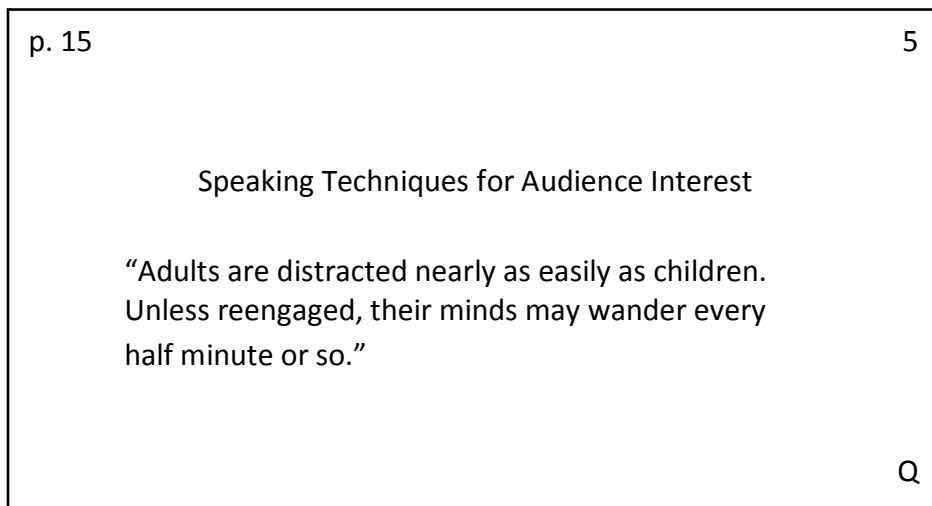 p. 15 5
Speaking Techniques for Audience Interest
“Adults are distracted nearly as easily as children.
Unless reengaged, their minds may wander every
half minute or so.”
Q